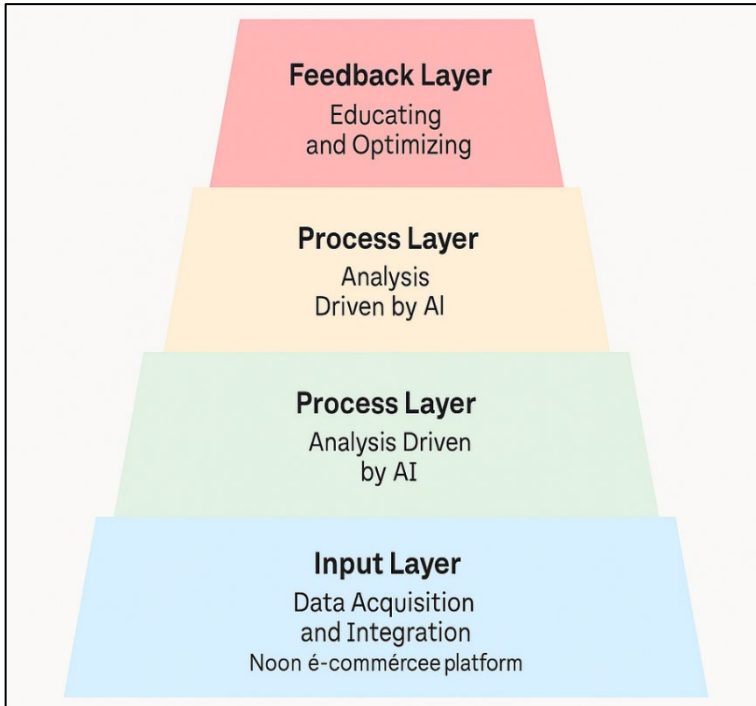 Feedback Layer
Educating
and Optimizing
Process Layer
Analysis
Driven by AI
Process Layer
Analysis Driven
by AI
Input Layer
Data Acquisition
and Integration
Noon é-commércee platform